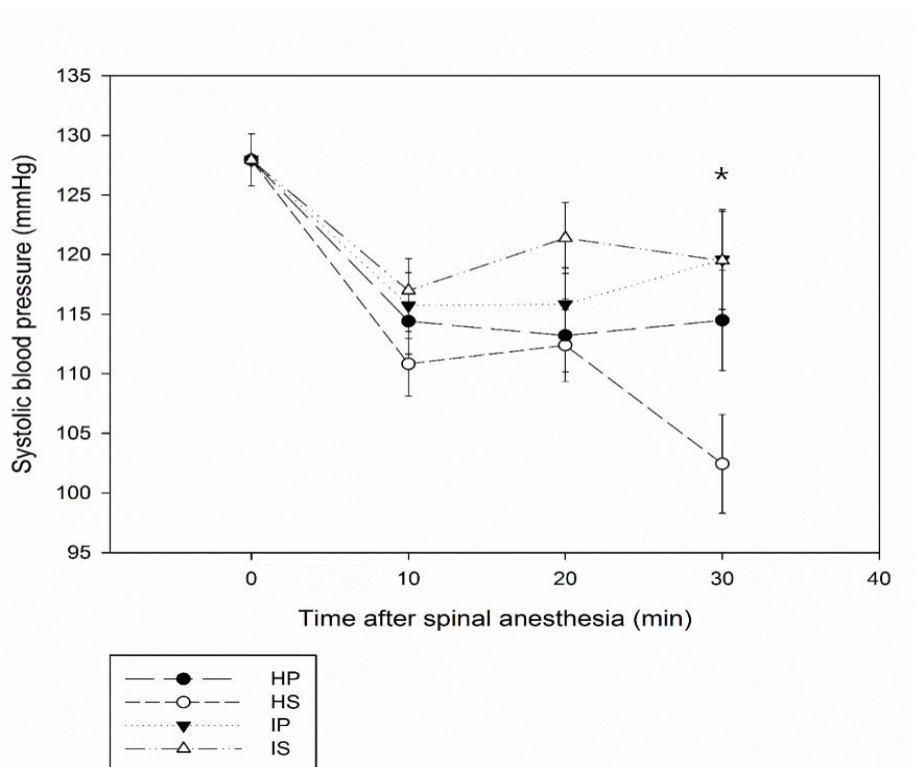 135
130
125
120
115
110
105
100
95
Systolic blood pressure (mmHg)
*
0 10 20 30 40
Time after spinal anesthesia (min)
HP
HS
IP
IS